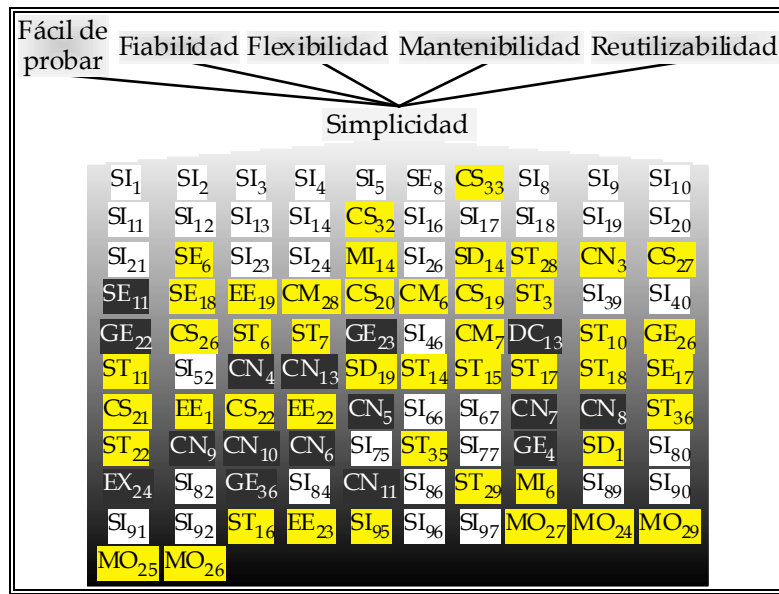 Fácil de probar Fiabilidad Flexibilidad Mantenibilidad Reutilizabilidad
Simplicidad
SI1 SI2 SI3 SI4 SI5 SE8 CS33 SI8 SI9 SI10
SI11 SI12 SI13 SI14 CS32 SI16 SI17 SI18 SI19 SI20
SI21 SE6 SI23 SI24 MI14 SI26 SD14 ST28 CN3 CS27
SE11 SE18 EE19 CM28 CS20 CM6 CS19 ST3 SI39 SI40
GE22 CS26 ST6 ST7 GE23 SI46 CM7 DC13 ST10 GE26
ST11 SI52 CN4 CN13 SD19 ST14 ST15 ST17 ST18 SE17
CS21 EE1 CS22 EE22 CN5 SI66 SI67 CN7 CN8 ST36
ST22 CN9 CN10 CN6 SI75 ST35 SI77 GE4 SD1 SI80
EX24 SI82 GE36 SI84 CN11 SI86 ST29 MI6 SI89 SI90
SI91 SI92 ST16 EE23 SI95 SI96 SI97 MO27 MO24 MO29
MO25 MO26